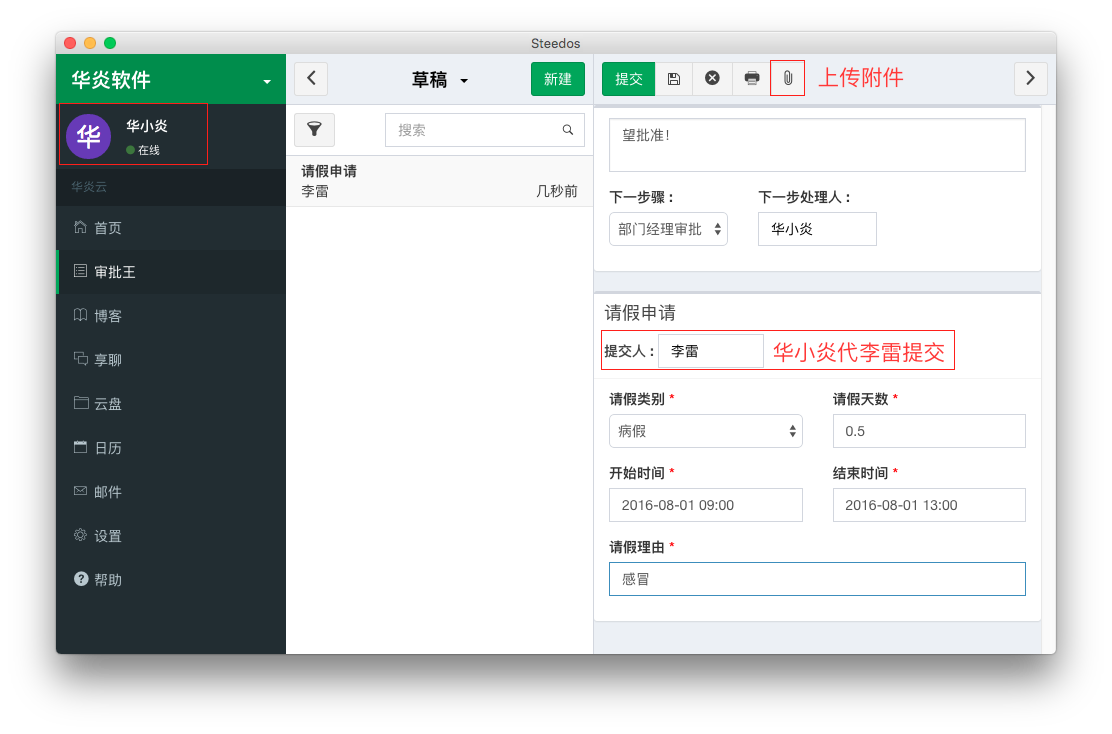 Steedos
华炎软件
华
华小炎
在线
华炎云
首页
审批王
博客
享聊
云盘
日历
邮件
设置
? 帮助
草稿
新建
搜索
请假申请
李雷
几秒前
提交
上传附件
望批准！
下一步骤：
下一步处理人：
部门经理审批
华小炎
请假申请
提交人：
李雷
华小炎代李雷提交
请假类别 *
请假天数 *
病假
0.5
开始时间 *
结束时间 *
2016-08-01 09:00
2016-08-01 13:00
请假理由 *
感冒